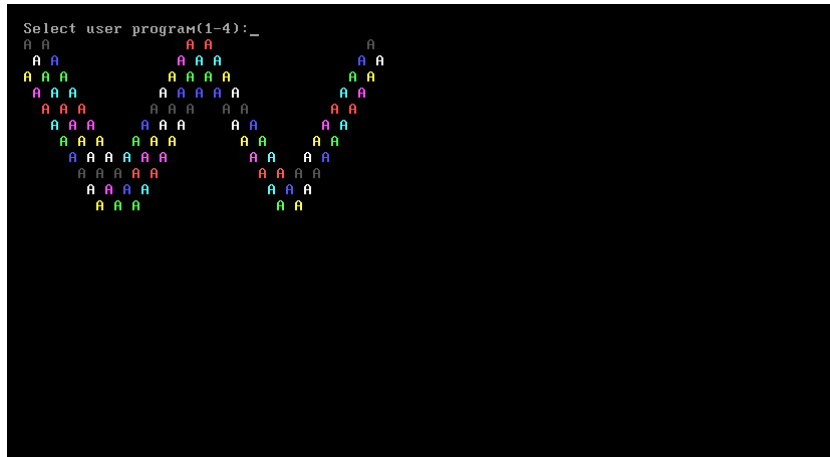 Select user program(1-4):_
A A               A A                 A
 A A             A A A               A A
A A A           A A A A             A A
 A A A         A A A A A           A A
  A A A       A A A   A A         A A
   A A A     A A A     A A       A A
    A A A   A A A       A A     A A
     A A A A A A         A A   A A
      A A A A A           A A A A
       A A A A             A A A
        A A A               A A